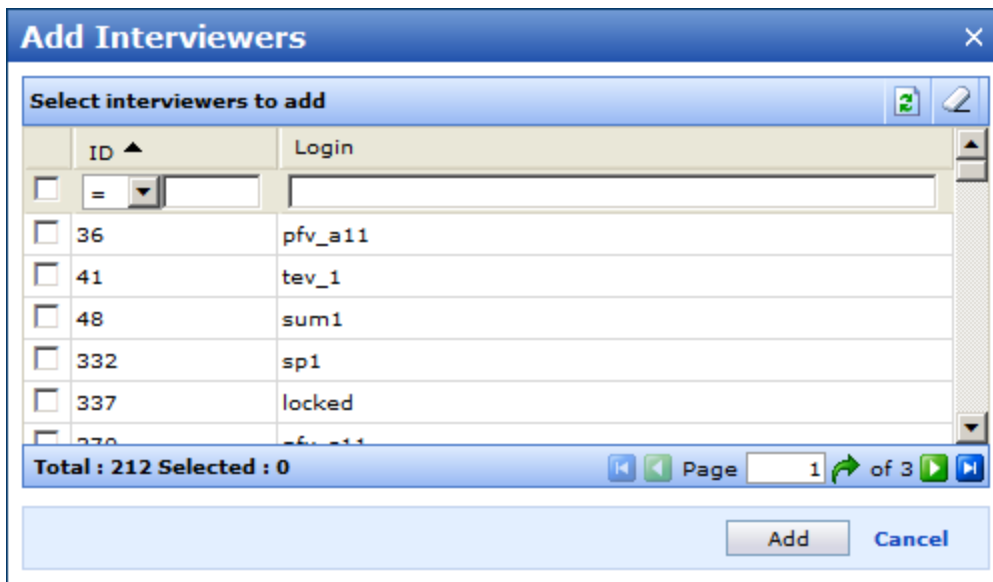 Add Interviewers
Select interviewers to add
ID Login
=
36 pfv_a11
41 tev_1
48 sum1
332 sp1
337 locked
Total : 212 Selected : 0 Page 1 of 3
Add Cancel